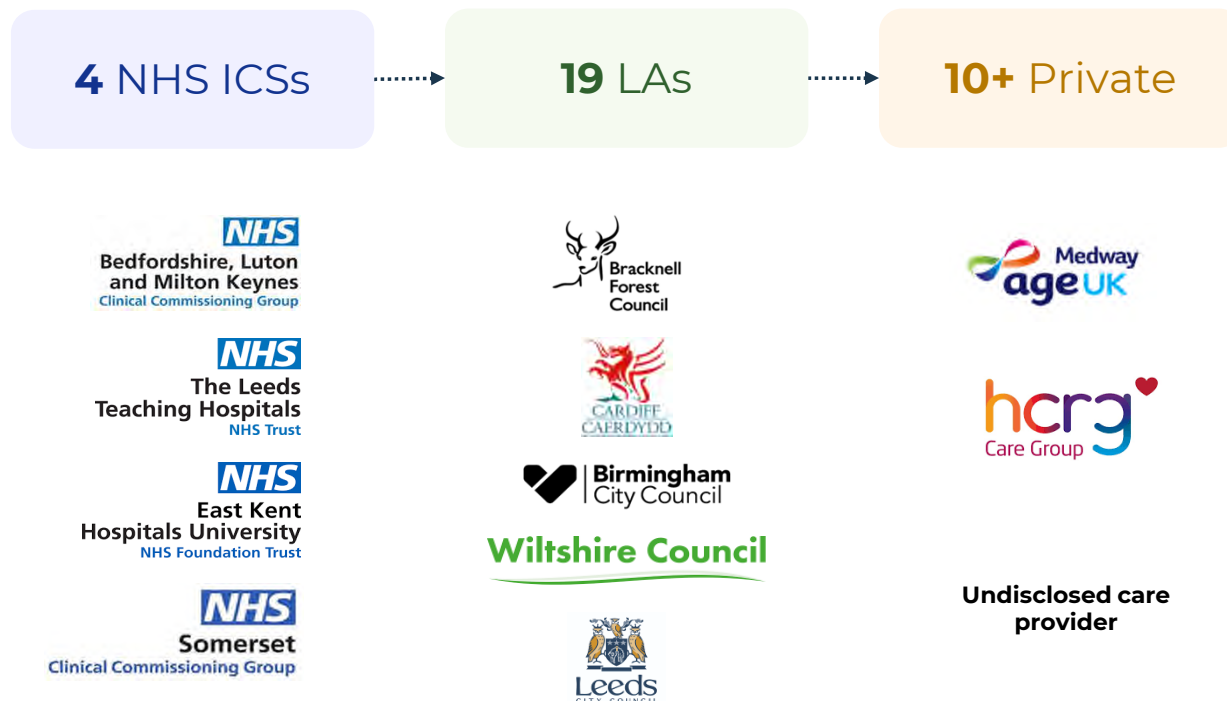 4 NHS ICSs
19 LAs
10+ Private
NHS
Bedfordshire, Luton
and Milton Keynes
Clinical Commissioning Group
NHS
The Leeds
Teaching Hospitals
NHS Trust
NHS
East Kent
Hospitals University
NHS Foundation Trust
NHS
Somerset
Clinical Commissioning Group
Bracknell
Forest
Council
CARDIFF
CAERDYDD
Birmingham
City Council
Wiltshire Council
Leeds
CITY COUNCIL
Medway
age UK
hcrg
Care Group
Undisclosed care
provider